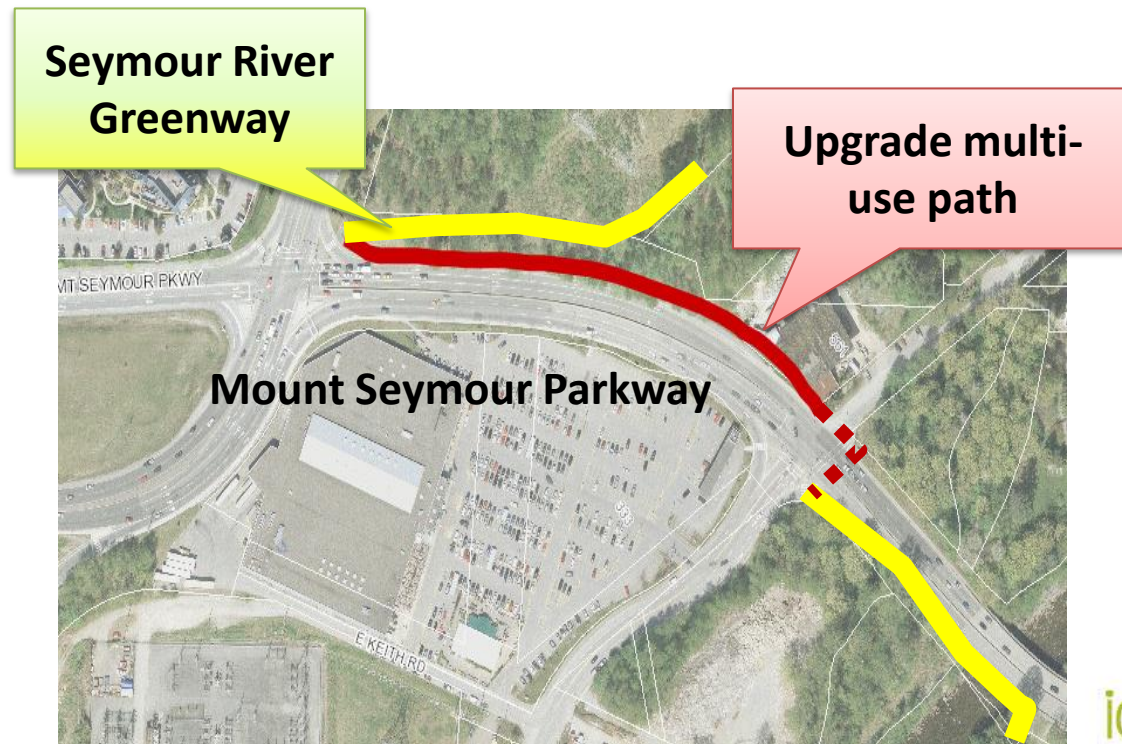 Seymour River
Greenway
Upgrade multi-
use path
MT SEYMOUR PKWY
Mount Seymour Parkway
E KEITH RD